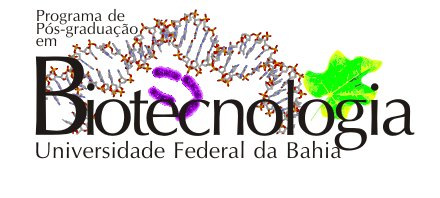 Programa de
Pós-graduação
em
Biotecnologia
Universidade Federal da Bahia